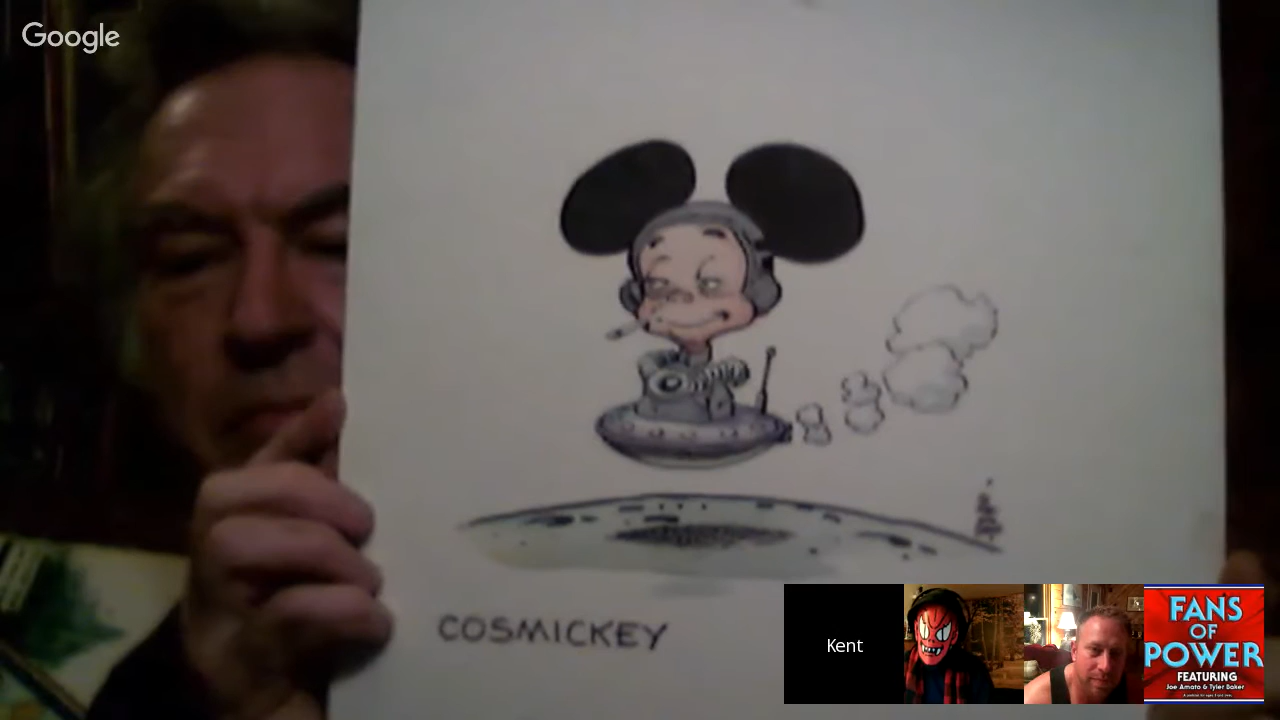 Google
COSMICKEY
Kent
FANS
OF
POWER
FEATURING
Joe Amato & Tyler Baker